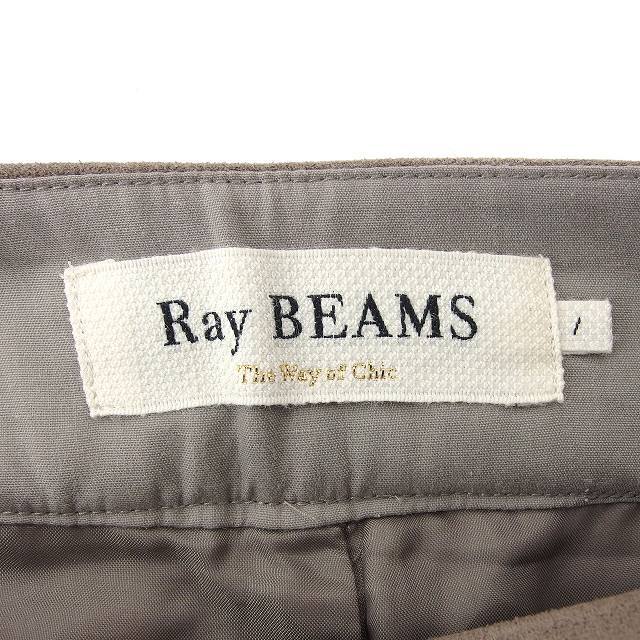 Ray BEAMS
The Way of Chic
1